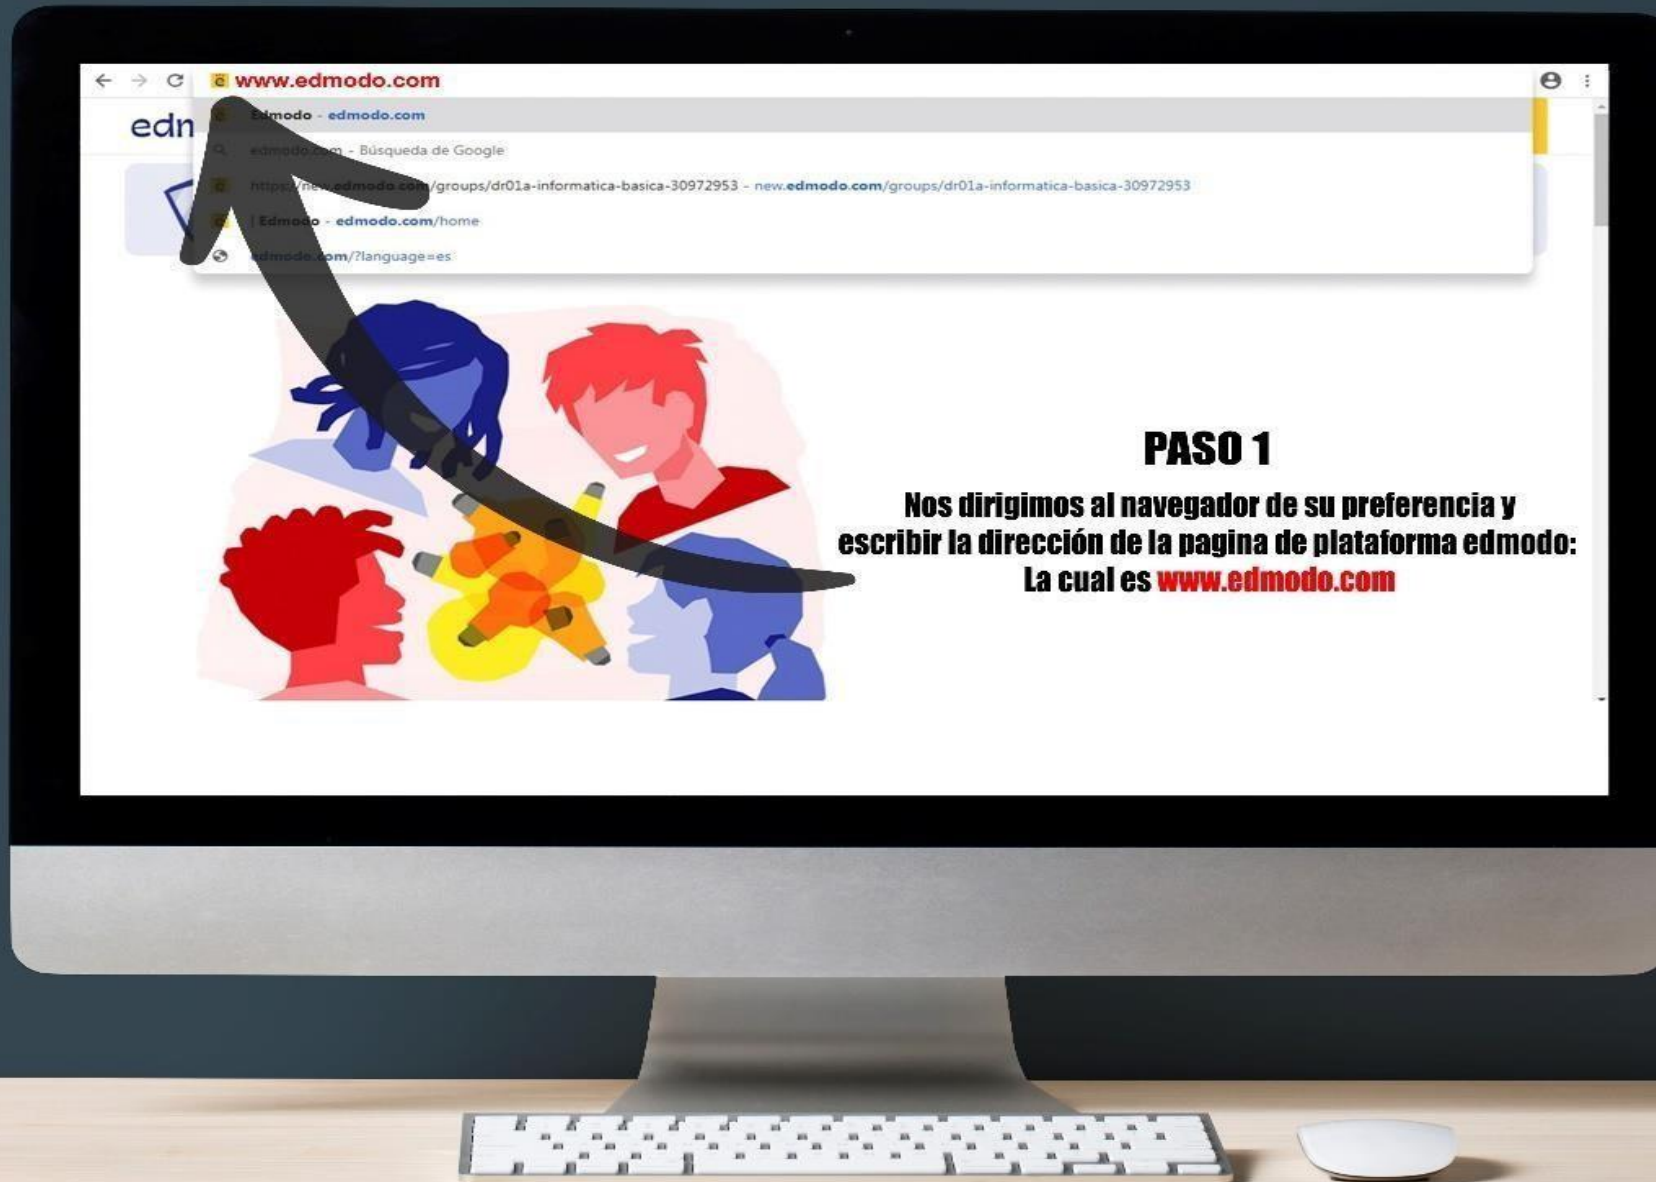 www.edmodo.com
edm
Edmodo - edmodo.com
edmodo.com - Búsqueda de Google
https://new.edmodo.com/groups/dr01a-informatica-basica-30972953 - new.edmodo.com/groups/dr01a-informatica-basica-30972953
| Edmodo - edmodo.com/home
edmodo.com/?language=es
PASO 1
Nos dirigimos al navegador de su preferencia y
escribir la dirección de la pagina de plataforma edmodo:
La cual es www.edmodo.com